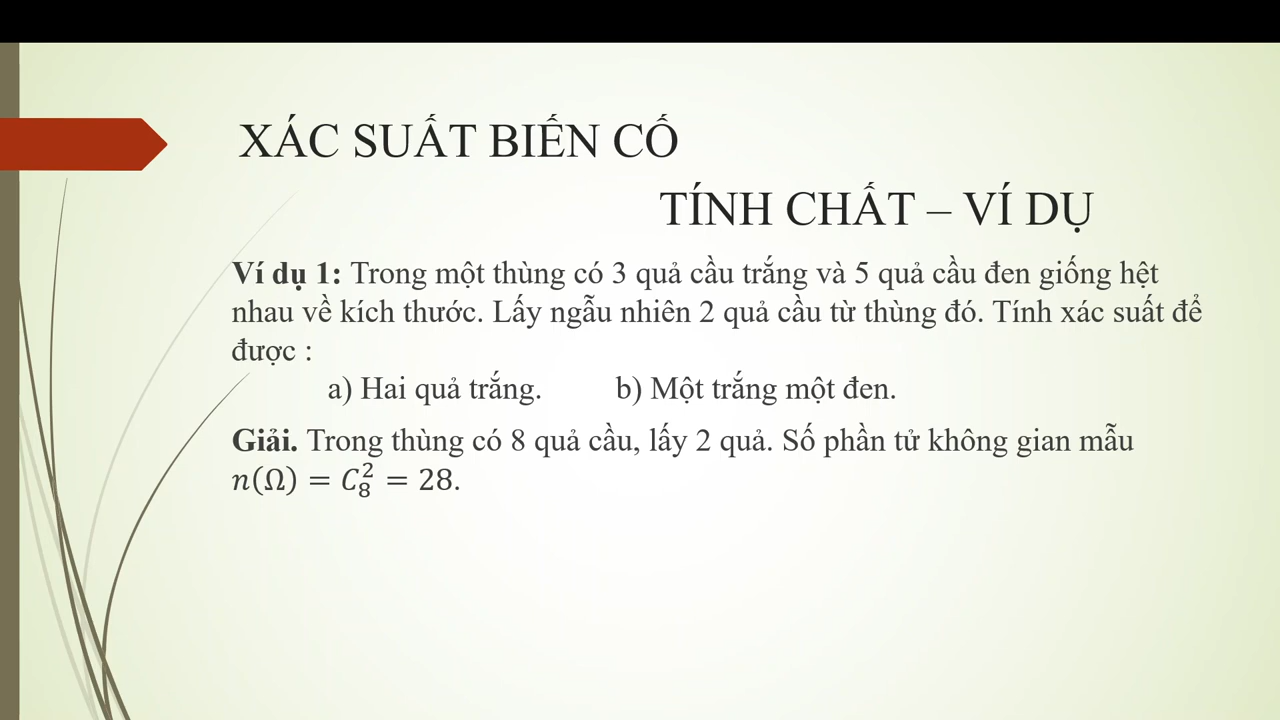 XÁC SUẤT BIẾN CỐ
TÍNH CHẤT – VÍ DỤ
Ví dụ 1: Trong một thùng có 3 quả cầu trắng và 5 quả cầu đen giống hệt
nhau về kích thước. Lấy ngẫu nhiên 2 quả cầu từ thùng đó. Tính xác suất để
được :
a) Hai quả trắng. b) Một trắng một đen.
Giải. Trong thùng có 8 quả cầu, lấy 2 quả. Số phần tử không gian mẫu
𝑛(Ω) = 𝐶₈² = 28.